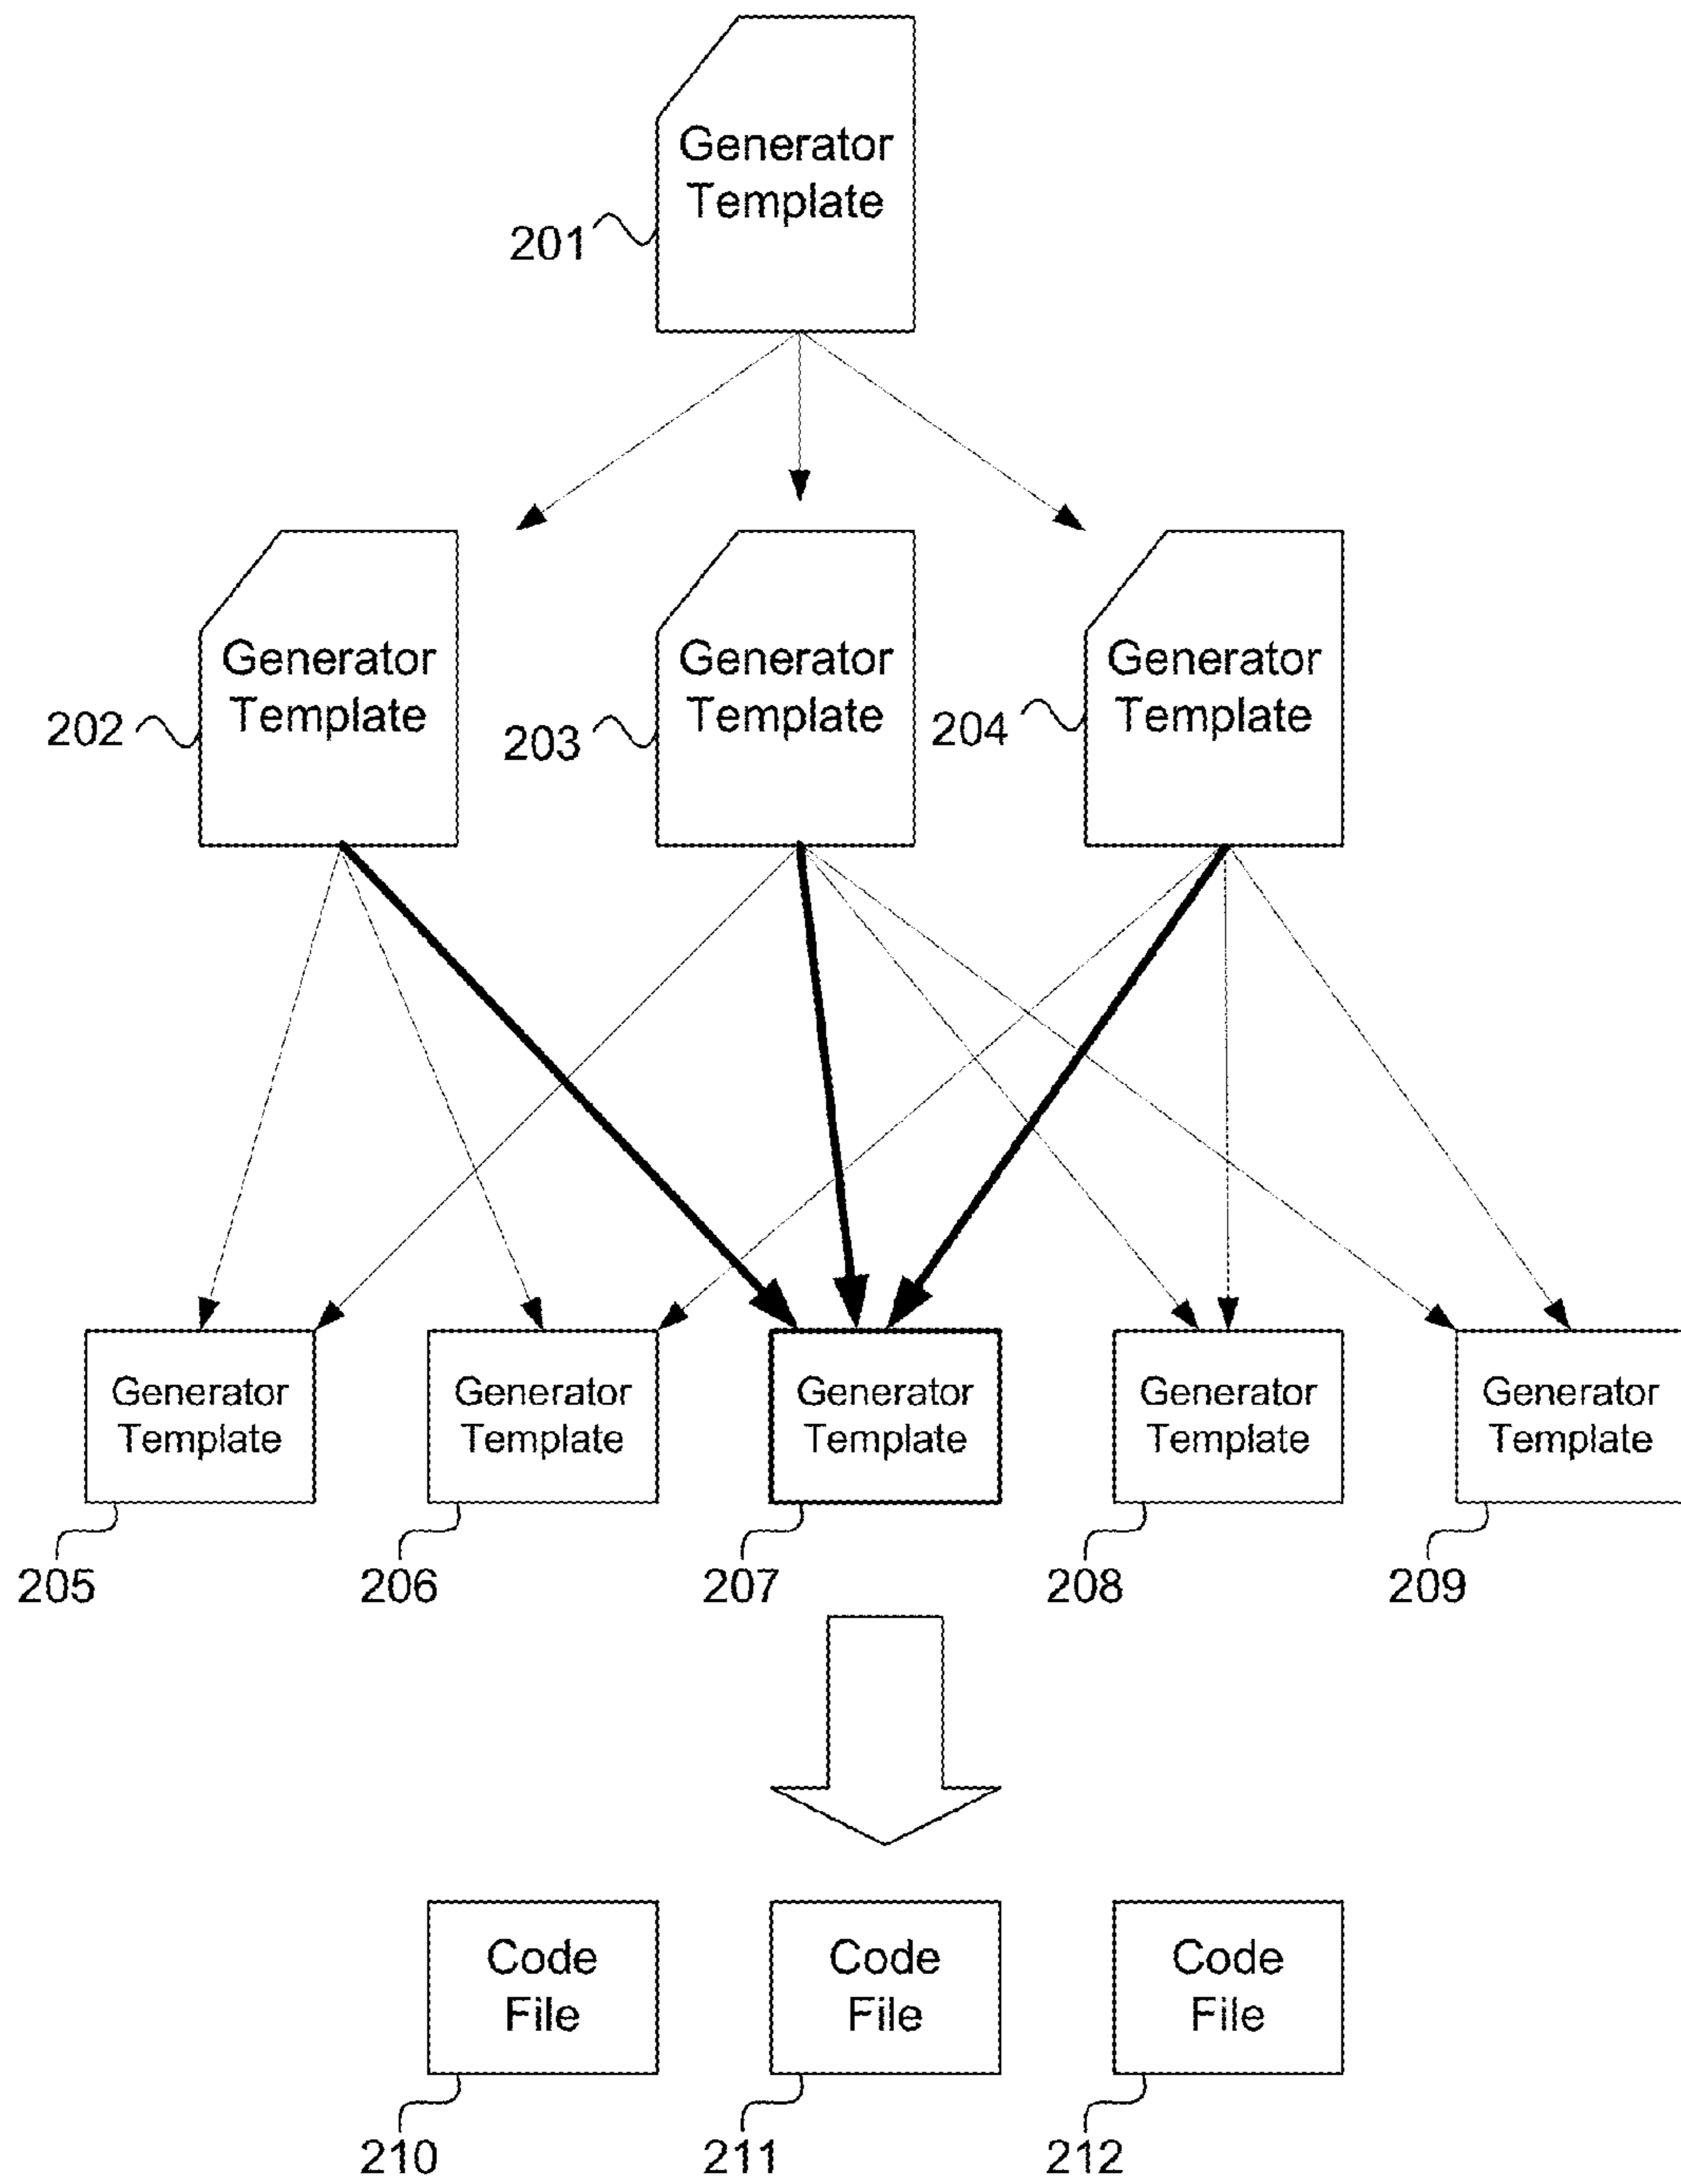 Generator
Template
201
Generator
Template
Generator
Template
Generator
Template
202
203
204
Generator
Template
Generator
Template
Generator
Template
Generator
Template
Generator
Template
205
206
207
208
209
Code
File
Code
File
Code
File
210
211
212